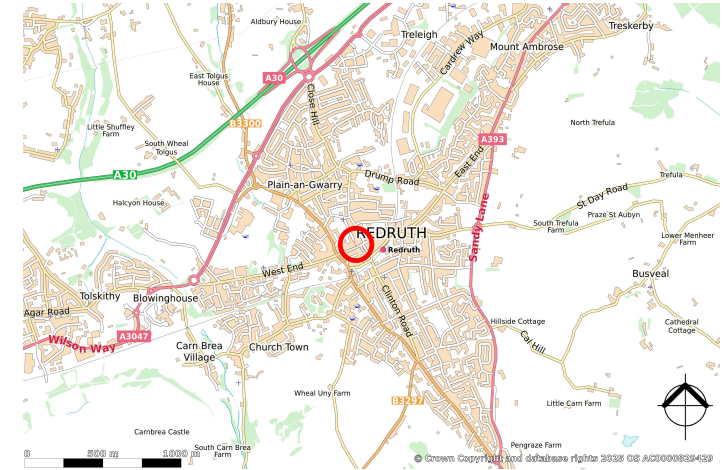 Aldbury House
Treleigh
Cardrew Way
Treskerby
Mount Ambrose
A30
East Tolgus
House
Close Hill
B3300
Little Shuffley
Farm
South Wheal
Tolgus
A393
North Trefula
East End
A30
Drump Road
Plain-an-Gwarry
Trefula
St Day Road
Halcyon House
Sandy Lane
Praze St Aubyn
South Trefula
Farm
REDRUTH
Redruth
Lower Menheer
Farm
West End
Busveal
Tolskithy
Blowinghouse
Clinton Road
Agar Road
Hillside Cottage
Cathedral
Cottage
A3047
Wilson Way
Carn Brea
Village
Church Town
Cal Hill
Wheal Uny Farm
B3297
Little Carn Farm
Carnbrea Castle
South Carn Brea
Farm
Pengraze Farm
0 500 m 1000 m
© Crown Copyright and database rights 2025 OS AC0000829429